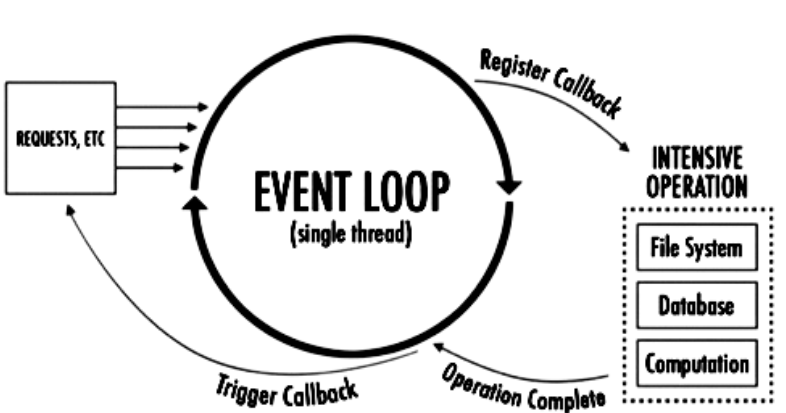 Register Callback
REQUESTS, ETC
INTENSIVE
OPERATION
EVENT LOOP
(single thread)
File System
Database
Computation
Trigger Callback
Operation Complete